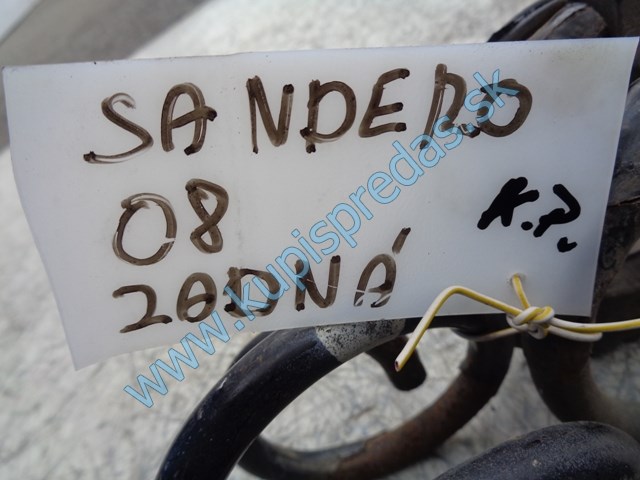 SANDERO
08
K.P.
ZADNÁ
www.kupispredas.sk